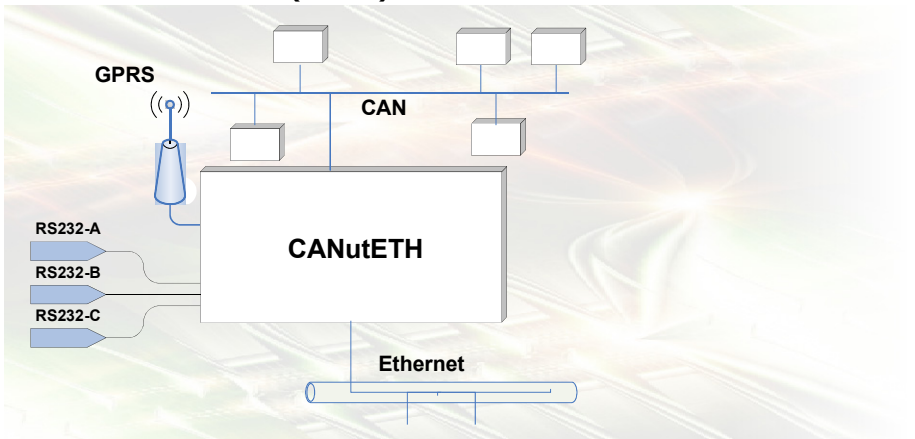 GPRS
CAN
CANutETH
RS232-A
RS232-B
RS232-C
Ethernet